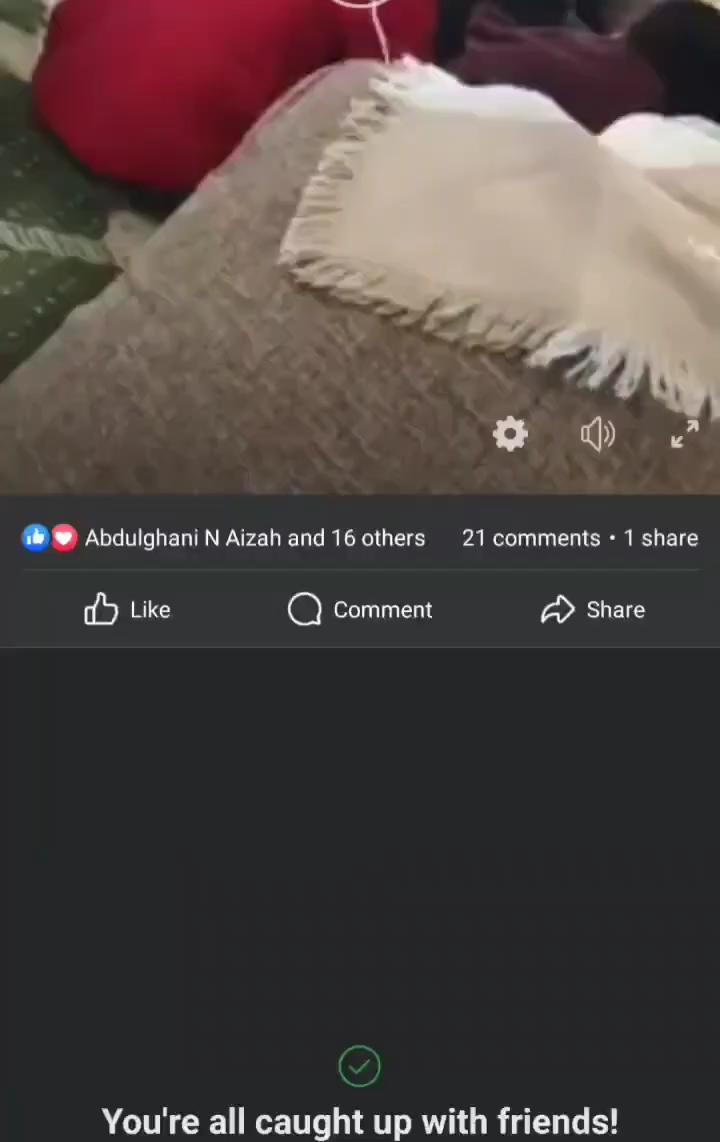 Abdulghani N Aizah and 16 others 21 comments • 1 share
Like Comment Share
You're all caught up with friends!